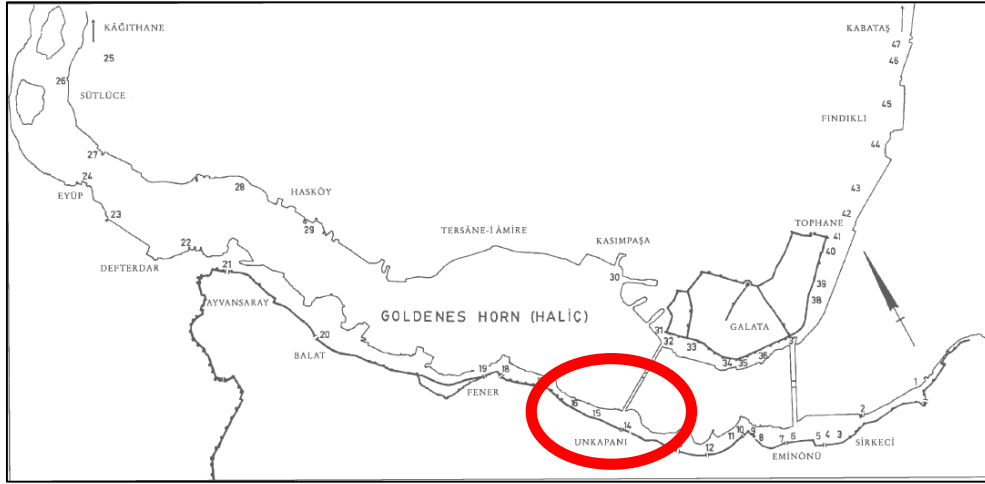 KÂĞITHANE
KABATAŞ
47
25
46
26
SÜTLÜCE
45
FINDIKLI
44
27
24
28
43
EYÜP
HASKÖY
23
29
42
TOPHANE
TERSÂNE-İ ÂMİRE
41
22
KASIMPAŞA
40
DEFTERDAR
21
30
39
AYVANSARAY
38
GOLDENES HORN (HALİÇ)
GALATA
31
20
32
33
37
BALAT
36
34
35
19
18
1
FENER
16
15
2
14
10
9
11
8
7
6
5
4
3
UNKAPANI
12
EMİNÖNÜ
SİRKECİ